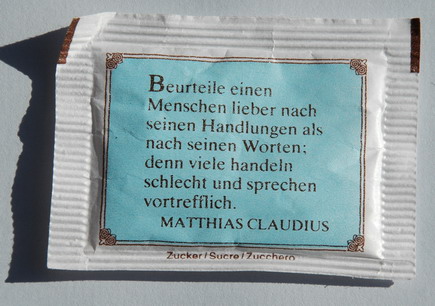 Beurteile einen
Menschen lieber nach
seinen Handlungen als
nach seinen Worten;
denn viele handeln
schlecht und sprechen
vortrefflich.
MATTHIAS CLAUDIUS
Zucker/Sucre/Zucchero